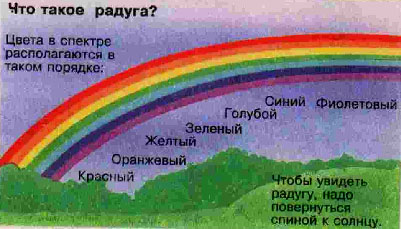 Что такое радуга?
Цвета в спектре
располагаются в
таком порядке:
Красный
Оранжевый
Желтый
Зеленый
Голубой
Синий
Фиолетовый
Чтобы увидеть
радугу, надо
повернуться
спиной к солнцу.